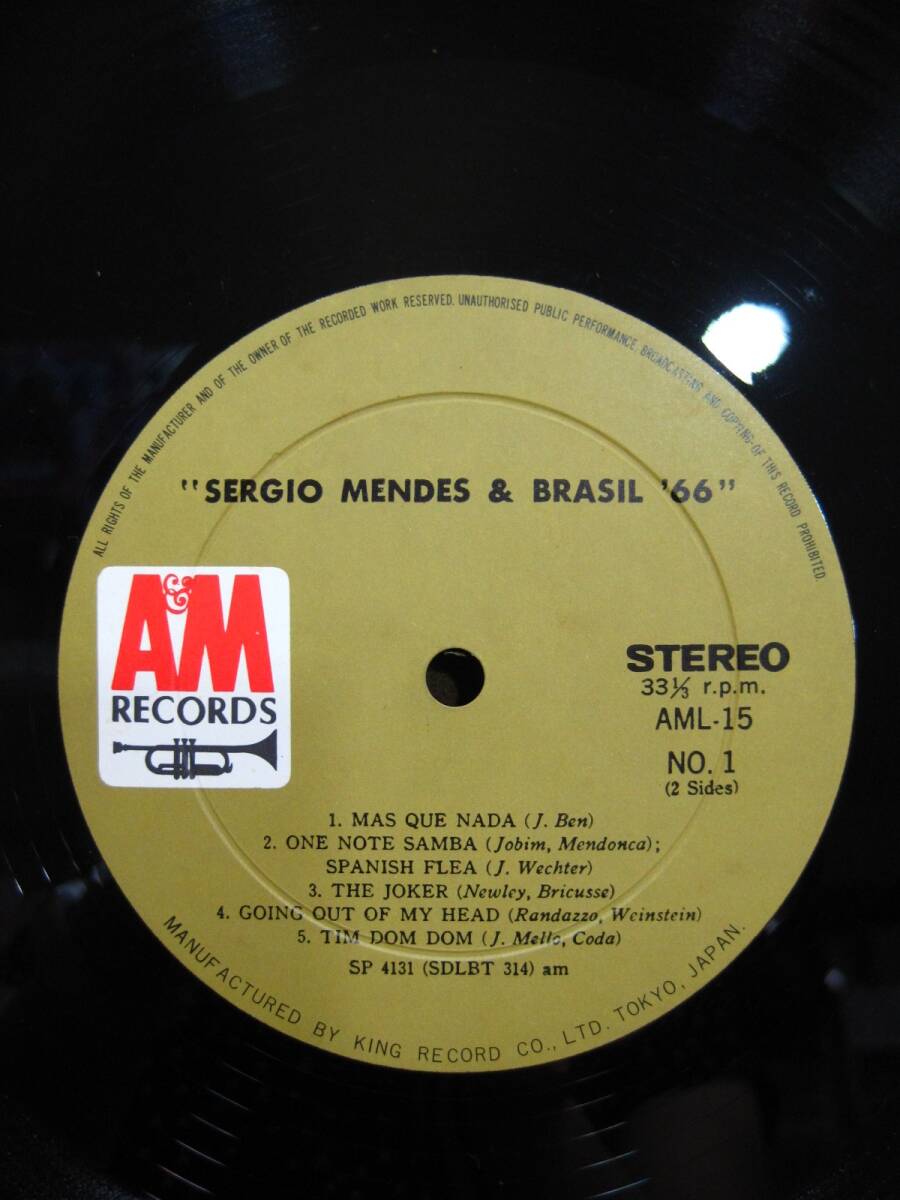 ALL RIGHTS OF THE MANUFACTURER AND OF THE OWNER OF THE RECORDED WORK RESERVED. UNAUTHORISED PUBLIC PERFORMANCE, BROADCASTING AND COPYING OF THIS RECORD PROHIBITED.
"SERGIO MENDES & BRASIL '66"
A&M
RECORDS
STEREO
33⅓ r.p.m.
AML-15
NO. 1
(2 Sides)
1. MAS QUE NADA (J. Ben)
2. ONE NOTE SAMBA (Jobim, Mendonca);
SPANISH FLEA (J. Wechter)
3. THE JOKER (Newley, Bricusse)
4. GOING OUT OF MY HEAD (Randazzo, Weinstein)
5. TIM DOM DOM (J. Mello, Coda)
SP 4131 (SDLBT 314) am
MANUFACTURED BY KING RECORD CO., LTD. TOKYO, JAPAN.